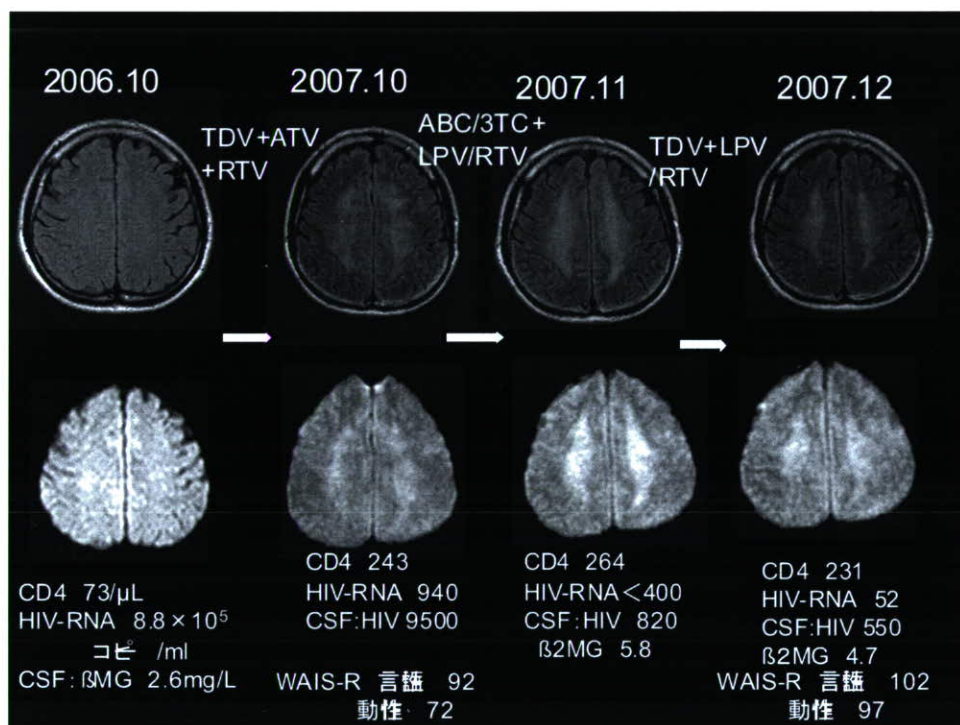 2006.10
2007.10
2007.11
2007.12
TDV+ATV
+RTV
ABC/3TC+
LPV/RTV
TDV+LPV
/RTV
CD4 73/μL
HIV-RNA 8.8×10⁵
コピー /ml
CSF:ßMG 2.6mg/L
CD4 243
HIV-RNA 940
CSF:HIV 9500
WAIS-R 言語 92
動作 72
CD4 264
HIV-RNA<400
CSF:HIV 820
ß2MG 5.8
CD4 231
HIV-RNA 52
CSF:HIV 550
ß2MG 4.7
WAIS-R 言語 102
動作 97